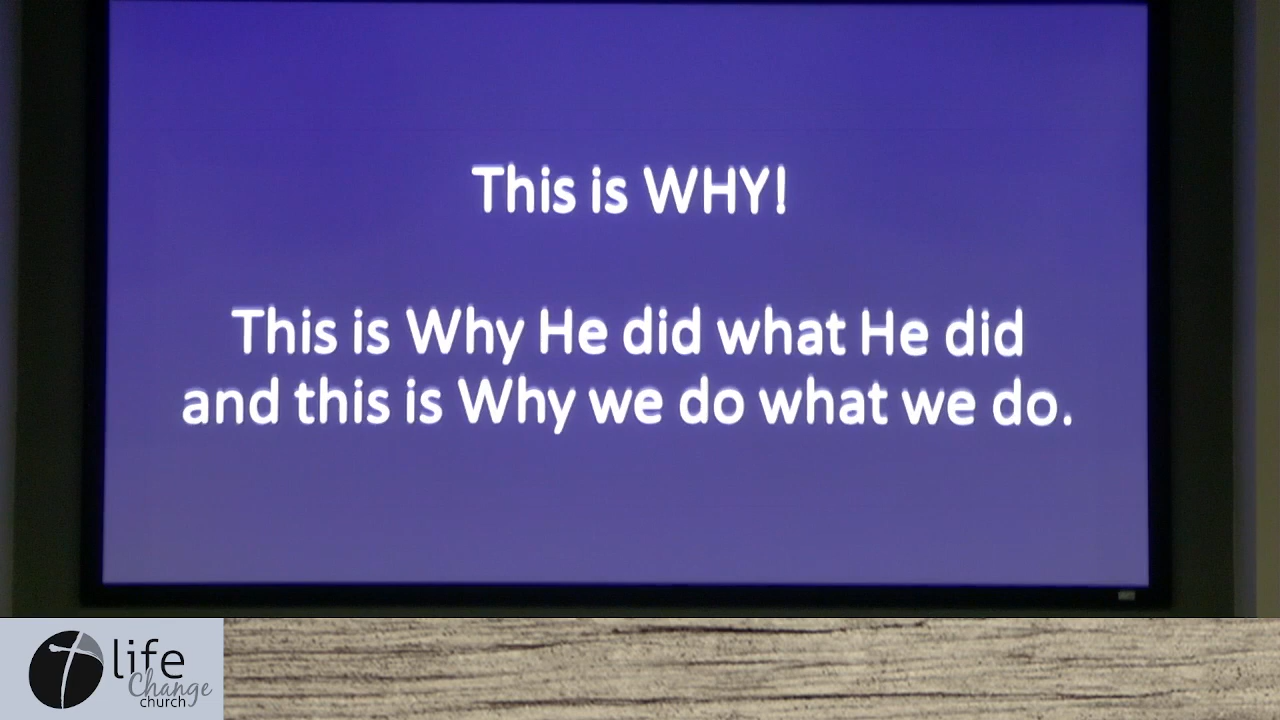 This is WHY!
This is Why He did what He did
and this is Why we do what we do.
life
Change
church